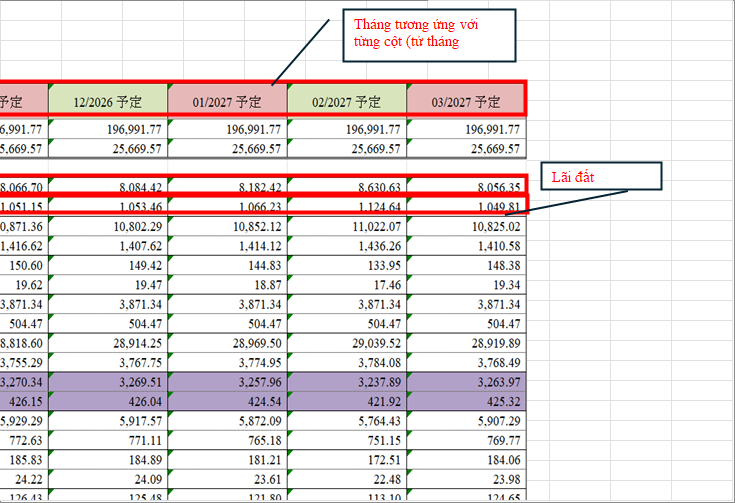 Tháng tương ứng với
từng cột (từ tháng
予定 12/2026 予定 01/2027 予定 02/2027 予定 03/2027 予定
6,991.77 196,991.77 196,991.77 196,991.77 196,991.77
5,669.57 25,669.57 25,669.57 25,669.57 25,669.57
Lãi đất
8,066.70 8,084.42 8,182.42 8,630.63 8,056.35
1,051.15 1,053.46 1,066.23 1,124.64 1,049.81
0,871.36 10,802.29 10,852.12 11,022.07 10,825.02
1,416.62 1,407.62 1,414.12 1,436.26 1,410.58
150.60 149.42 144.83 133.95 148.38
19.62 19.47 18.87 17.46 19.34
3,871.34 3,871.34 3,871.34 3,871.34 3,871.34
504.47 504.47 504.47 504.47 504.47
8,818.60 28,914.25 28,969.50 29,039.52 28,919.89
3,755.29 3,767.75 3,774.95 3,784.08 3,768.49
3,270.34 3,269.51 3,257.96 3,237.89 3,263.97
426.15 426.04 424.54 421.92 425.32
5,929.29 5,917.57 5,872.09 5,764.43 5,907.29
772.63 771.11 765.18 751.15 769.77
185.83 184.89 181.21 172.51 184.06
24.22 24.09 23.61 22.48 23.98
126.43 125.48 121.80 113.10 124.65